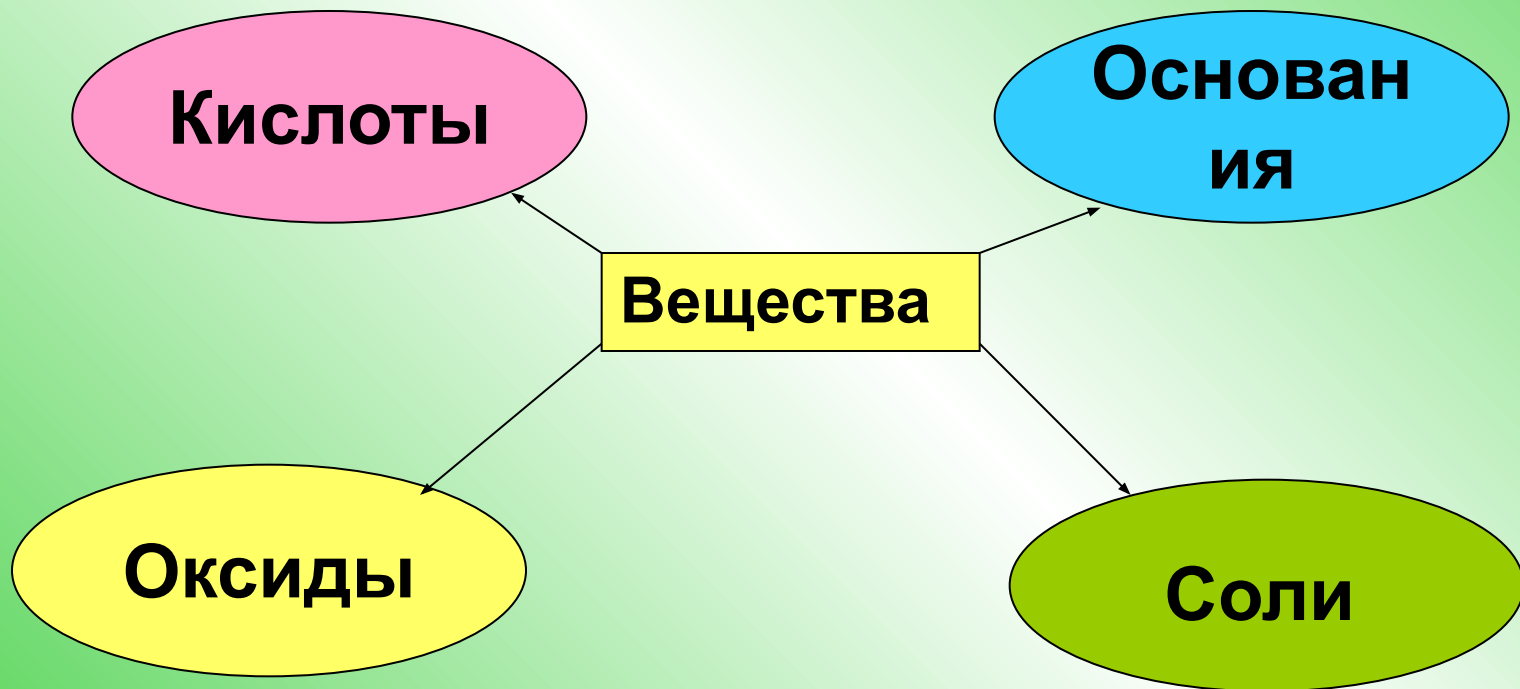 Кислоты
Основан
ия
Вещества
Оксиды
Соли